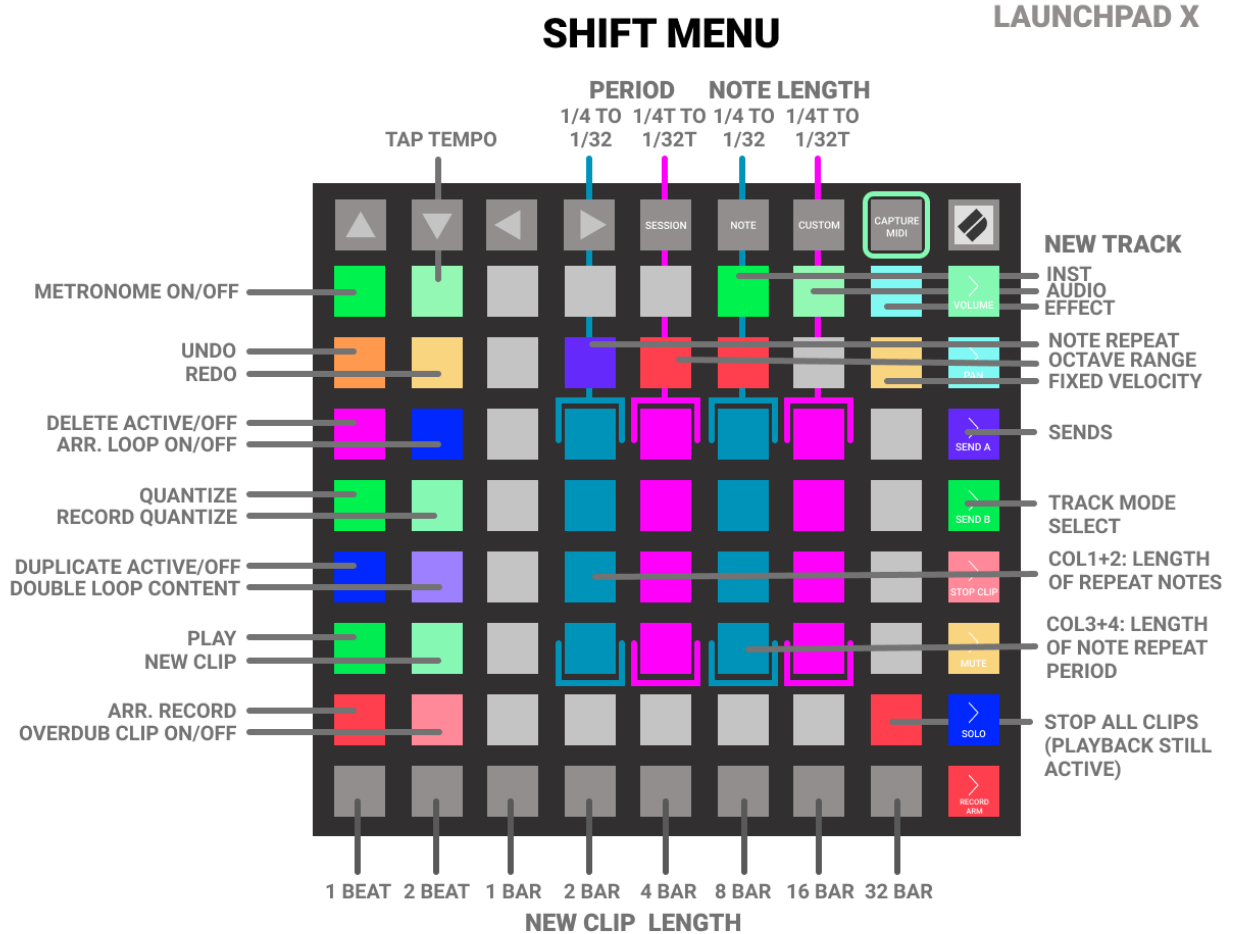 LAUNCHPAD X
SHIFT MENU
PERIOD NOTE LENGTH
1/4 TO 1/4T TO 1/4 TO 1/4T TO
1/32 1/32T 1/32 1/32T
TAP TEMPO
SESSION NOTE CUSTOM CAPTURE
MIDI
NEW TRACK
INST
METRONOME ON/OFF AUDIO
VOLUME EFFECT
UNDO NOTE REPEAT
OCTAVE RANGE
REDO PAN FIXED VELOCITY
DELETE ACTIVE/OFF
ARR. LOOP ON/OFF SEND A SENDS
QUANTIZE TRACK MODE
RECORD QUANTIZE SEND B SELECT
DUPLICATE ACTIVE/OFF COL1+2: LENGTH
DOUBLE LOOP CONTENT STOP CLIP OF REPEAT NOTES
PLAY COL3+4: LENGTH
OF NOTE REPEAT
NEW CLIP MUTE PERIOD
ARR. RECORD STOP ALL CLIPS
OVERDUB CLIP ON/OFF SOLO (PLAYBACK STILL
ACTIVE)
RECORD
ARM
1 BEAT 2 BEAT 1 BAR 2 BAR 4 BAR 8 BAR 16 BAR 32 BAR
NEW CLIP LENGTH